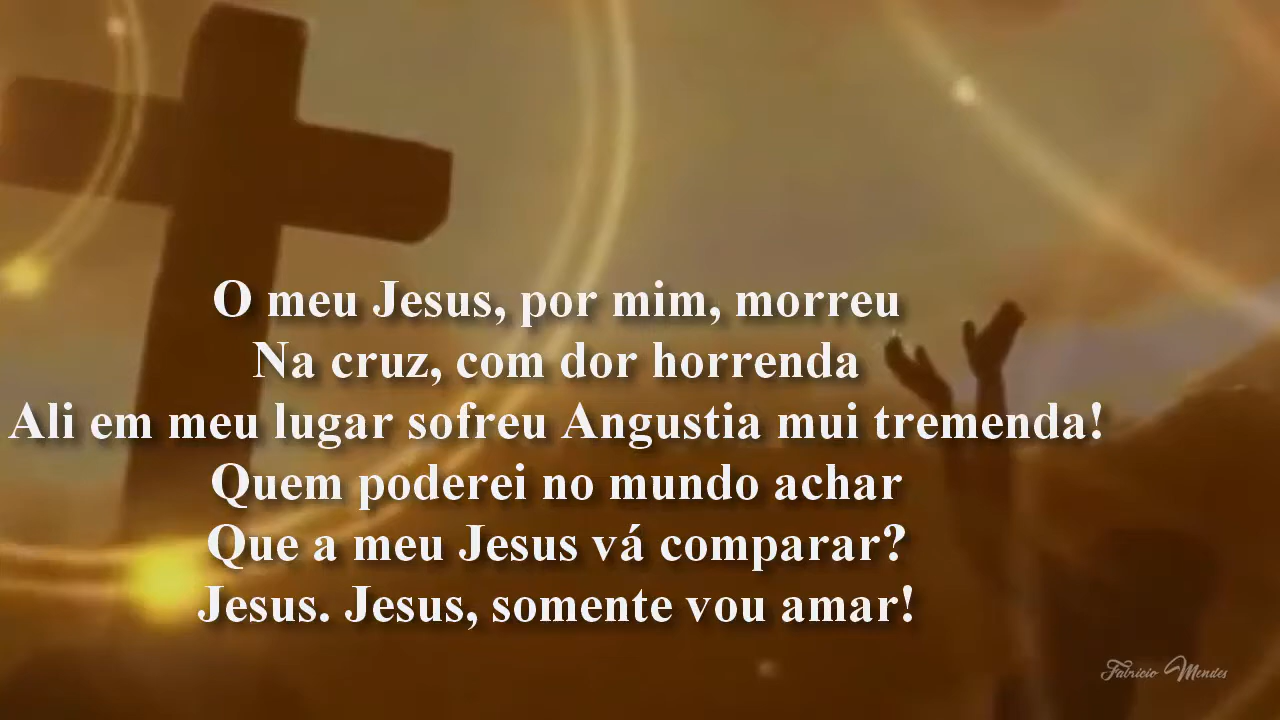 O meu Jesus, por mim, morreu
Na cruz, com dor horrenda
Ali em meu lugar sofreu Angustia mui tremenda!
Quem poderei no mundo achar
Que a meu Jesus vá comparar?
Jesus. Jesus, somente vou amar!
Fabricio Mendes